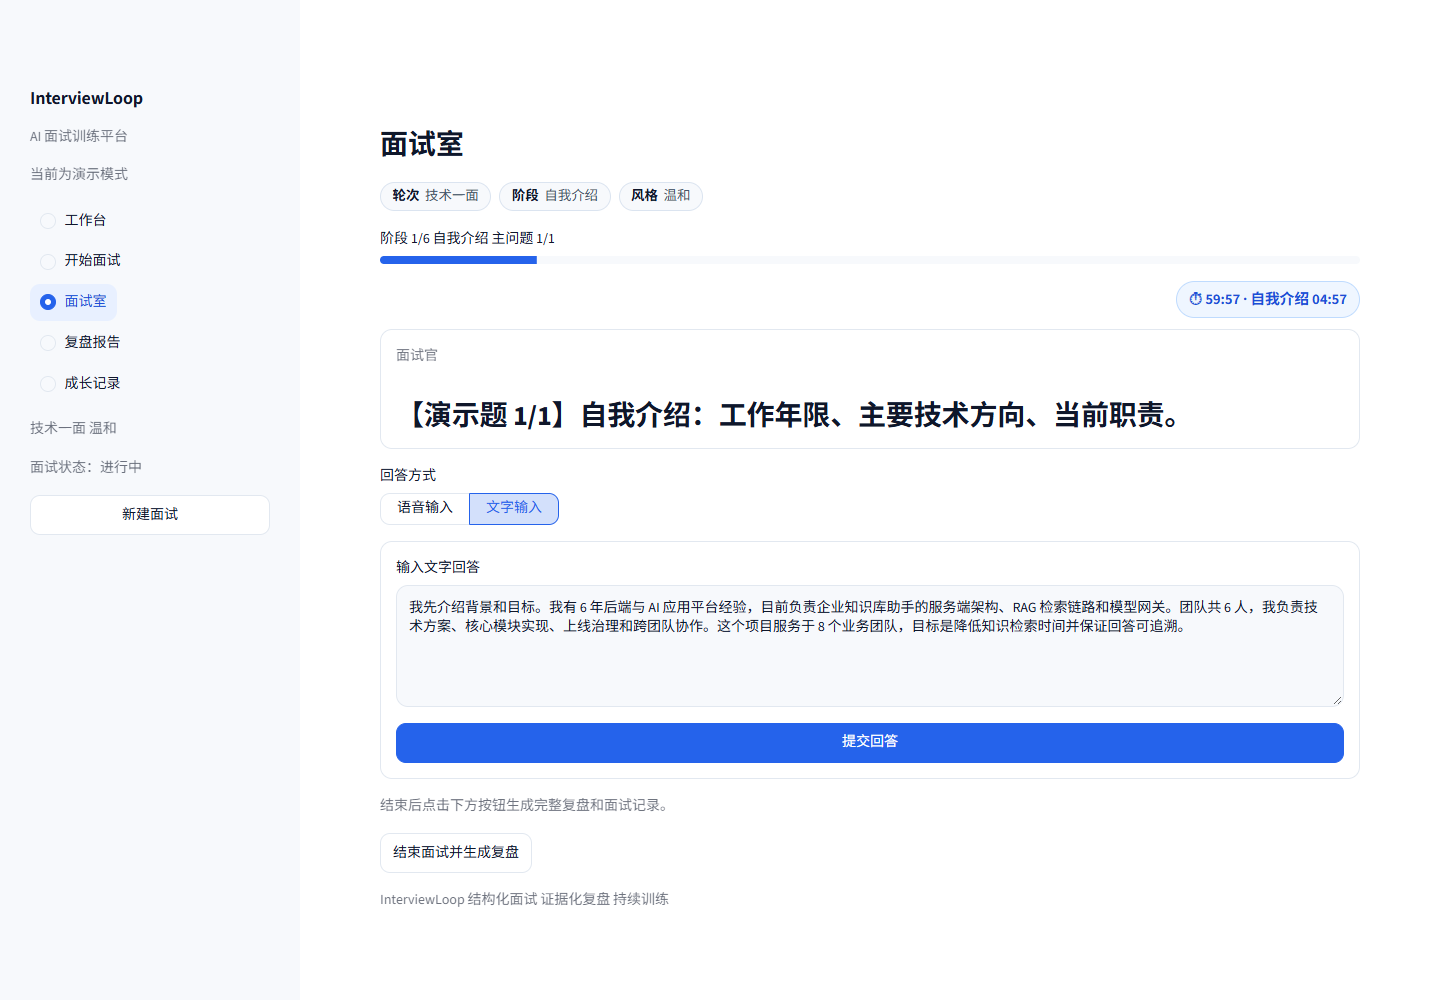 InterviewLoop
AI 面试训练平台
当前为演示模式
工作台
开始面试
面试室
复盘报告
成长记录
技术一面 温和
面试状态：进行中
新建面试
面试室
轮次 技术一面
阶段 自我介绍
风格 温和
阶段 1/6 自我介绍 主问题 1/1
⏱ 59:57 · 自我介绍 04:57
面试官
【演示题 1/1】自我介绍：工作年限、主要技术方向、当前职责。
回答方式
语音输入
文字输入
输入文字回答
我先介绍背景和目标。我有 6 年后端与 AI 应用平台经验，目前负责企业知识库助手的服务端架构、RAG 检索链路和模型网关。团队共 6 人，我负责技
术方案、核心模块实现、上线治理和跨团队协作。这个项目服务于 8 个业务团队，目标是降低知识检索时间并保证回答可追溯。
提交回答
结束后点击下方按钮生成完整复盘和面试记录。
结束面试并生成复盘
InterviewLoop 结构化面试 证据化复盘 持续训练